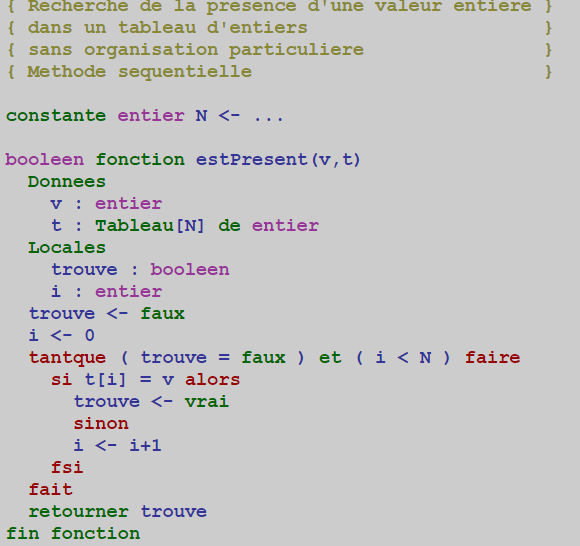 { Recherche de la presence d'une valeur entiere }
{ dans un tableau d'entiers }
{ sans organisation particuliere }
{ Methode sequentielle }
constante entier N <- ...
booleen fonction estPresent(v,t)
Donnees
v : entier
t : Tableau[N] de entier
Locales
trouve : booleen
i : entier
trouve <- faux
i <- 0
tantque ( trouve = faux ) et ( i < N ) faire
si t[i] = v alors
trouve <- vrai
sinon
i <- i+1
fsi
fait
retourner trouve
fin fonction